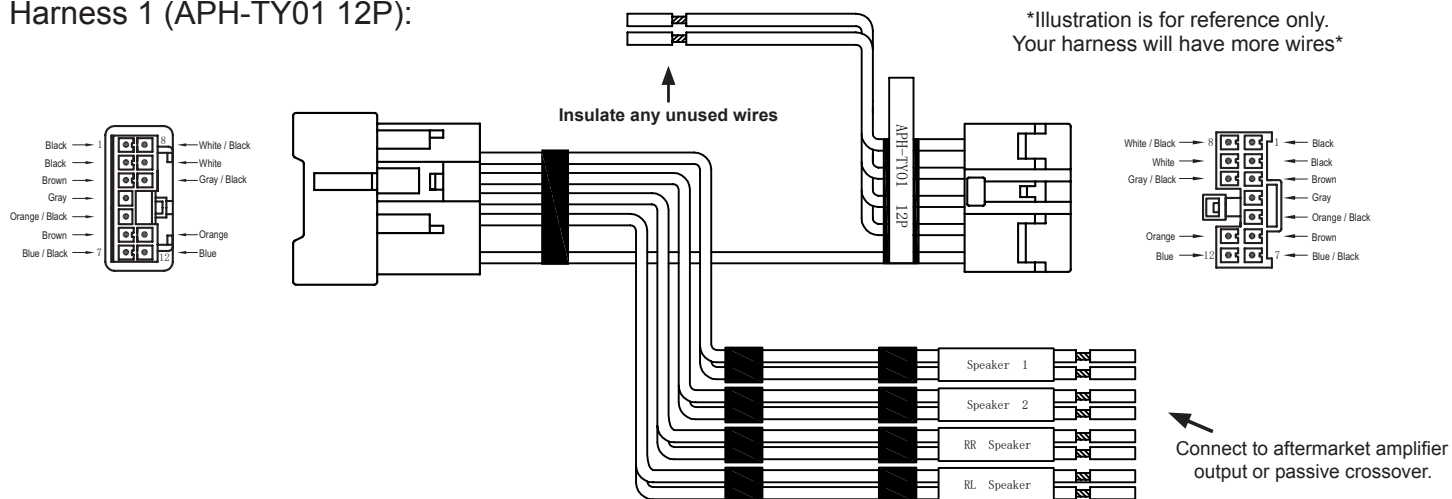 Harness 1 (APH-TY01 12P):
*Illustration is for reference only.
Your harness will have more wires*
Insulate any unused wires
Black
1
8
White / Black
Black
White
Brown
Gray / Black
Gray
Orange / Black
Brown
Orange
Blue / Black
7
12
Blue
APH-TY01 12P
White / Black
8
1
Black
White
Black
Gray / Black
Brown
Gray
Orange / Black
Orange
Brown
Blue
12
7
Blue / Black
Speaker 1
Speaker 2
RR Speaker
RL Speaker
Connect to aftermarket amplifier
output or passive crossover.